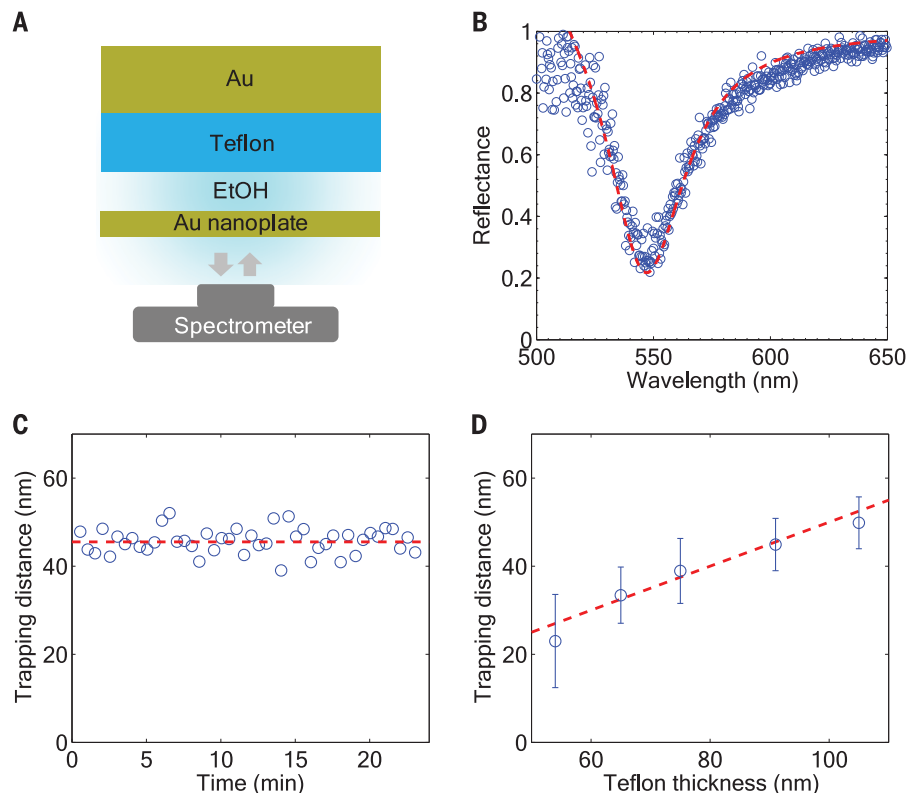 A
Au
Teflon
EtOH
Au nanoplate
Spectrometer
B
1
0.8
0.6
0.4
0.2
0
500
550
600
650
Reflectance
Wavelength (nm)
C
60
40
20
0
0
5
10
15
20
Trapping distance (nm)
Time (min)
D
60
40
20
0
60
80
100
Trapping distance (nm)
Teflon thickness (nm)